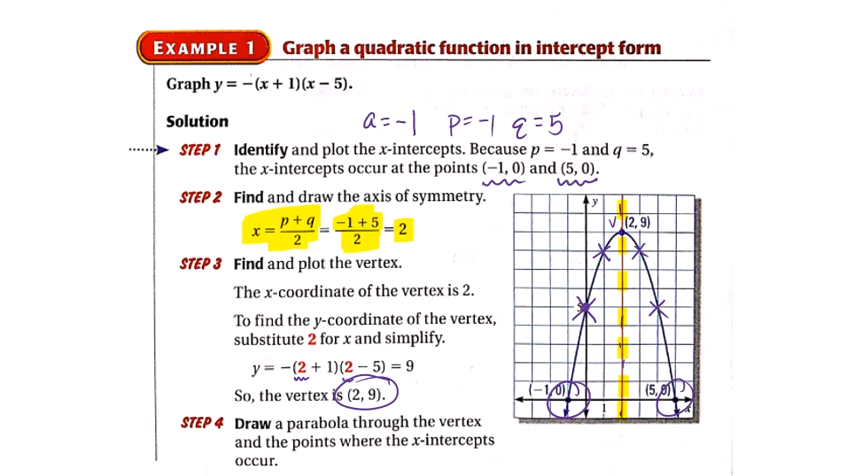 EXAMPLE 1 Graph a quadratic function in intercept form
Graph y = −(x + 1)(x − 5).
Solution
a = −1 p = −1 q = 5
STEP 1 Identify and plot the x-intercepts. Because p = −1 and q = 5,
the x-intercepts occur at the points (−1, 0) and (5, 0).
STEP 2 Find and draw the axis of symmetry.
x = p + q / 2 = −1 + 5 / 2 = 2
STEP 3 Find and plot the vertex.
The x-coordinate of the vertex is 2.
To find the y-coordinate of the vertex,
substitute 2 for x and simplify.
y = −(2 + 1)(2 − 5) = 9
So, the vertex is (2, 9).
STEP 4 Draw a parabola through the vertex
and the points where the x-intercepts
occur.
y
V (2, 9)
(−1, 0) (5, 0)
1 x